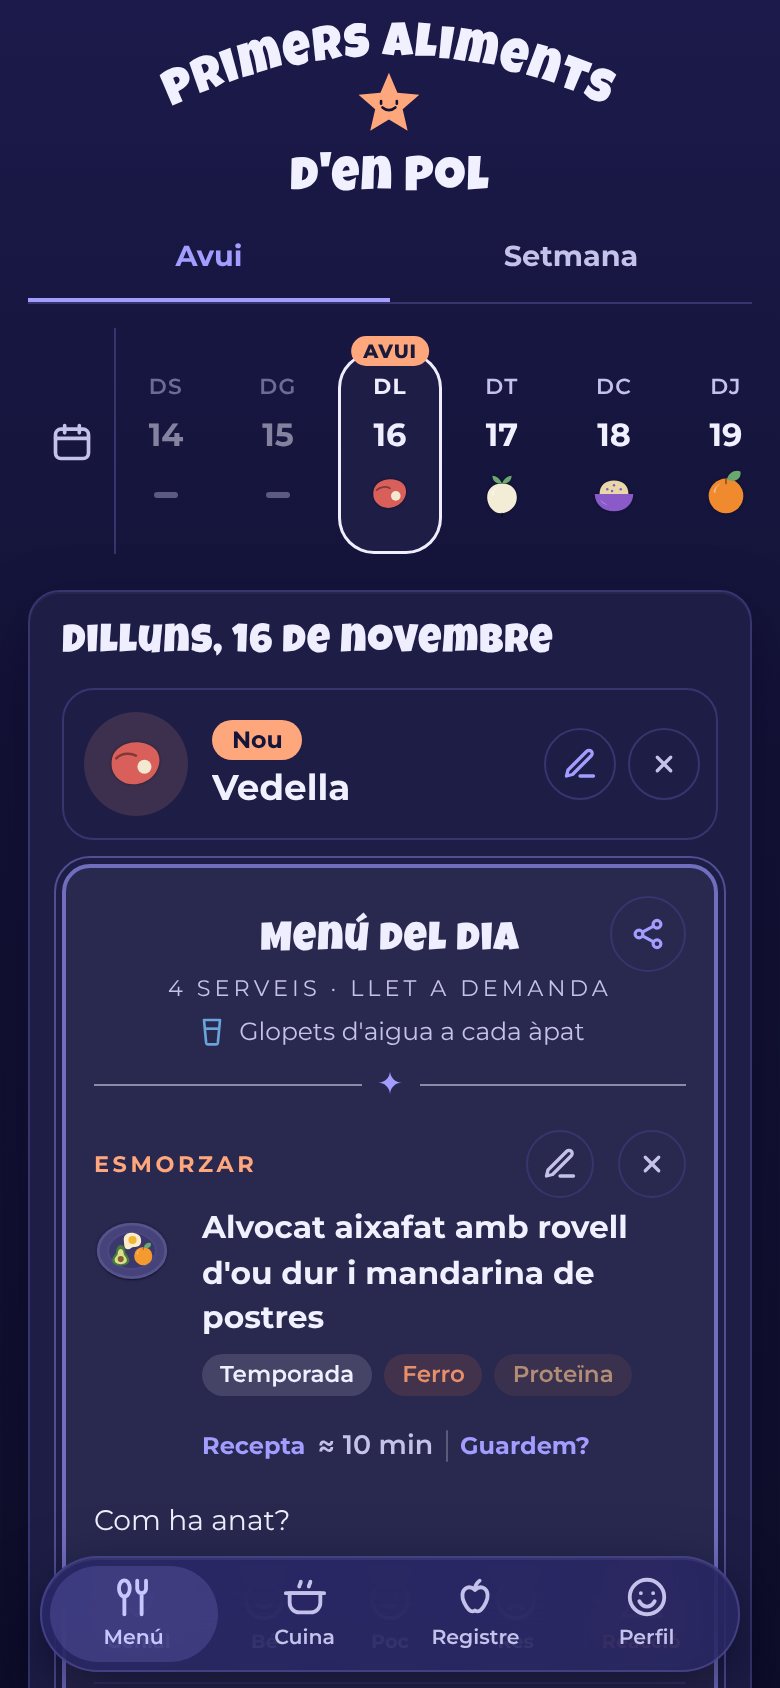 PRIMERS ALIMENTS
D'EN POL
Avui
Setmana
AVUI
DS
DG
DL
DT
DC
DJ
14
15
16
17
18
19
Dilluns, 16 de novembre
Nou
Vedella
Menú del dia
4 SERVEIS · LLET A DEMANDA
Glopets d'aigua a cada àpat
ESMORZAR
Alvocat aixafat amb rovell
d'ou dur i mandarina de
postres
Temporada
Ferro
Proteïna
Recepta ≈ 10 min | Guardem?
Com ha anat?
Poc
Menú
Cuina
Registre
Perfil